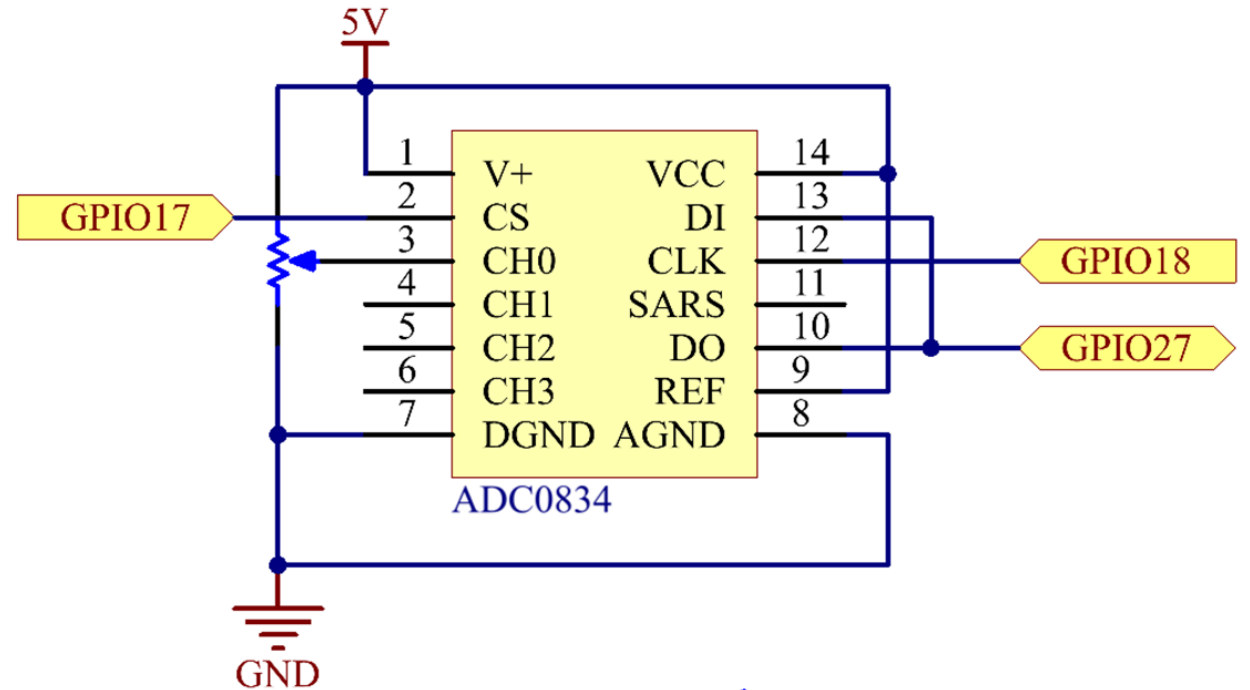 5V
1
V+
VCC
14
GPIO17
2
CS
DI
13
3
CH0
CLK
12
GPIO18
4
CH1
SARS
11
5
CH2
DO
10
GPIO27
6
CH3
REF
9
7
DGND
AGND
8
ADC0834
GND